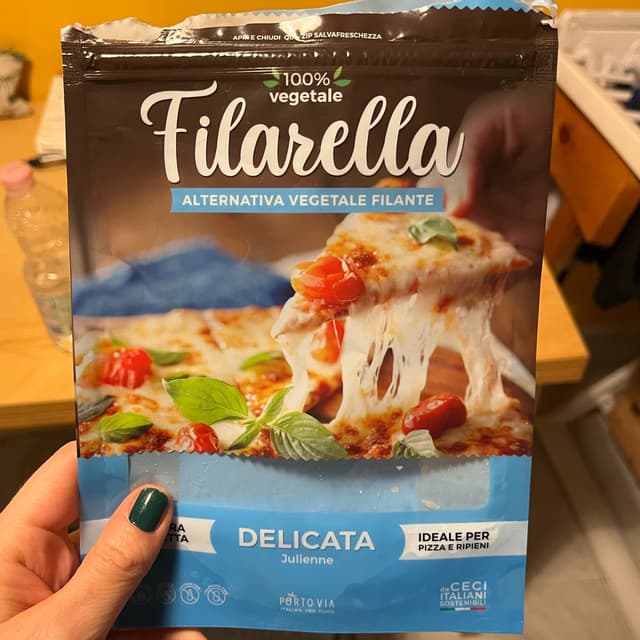 APRI E CHIUDI QUI ZIP SALVAFRESCHEZZA
100%
vegetale
Filarella
ALTERNATIVA VEGETALE FILANTE
DELICATA
Julienne
IDEALE PER
PIZZA E RIPIENI
PORTO VIA
da CECI
ITALIANI
SOSTENIBILI